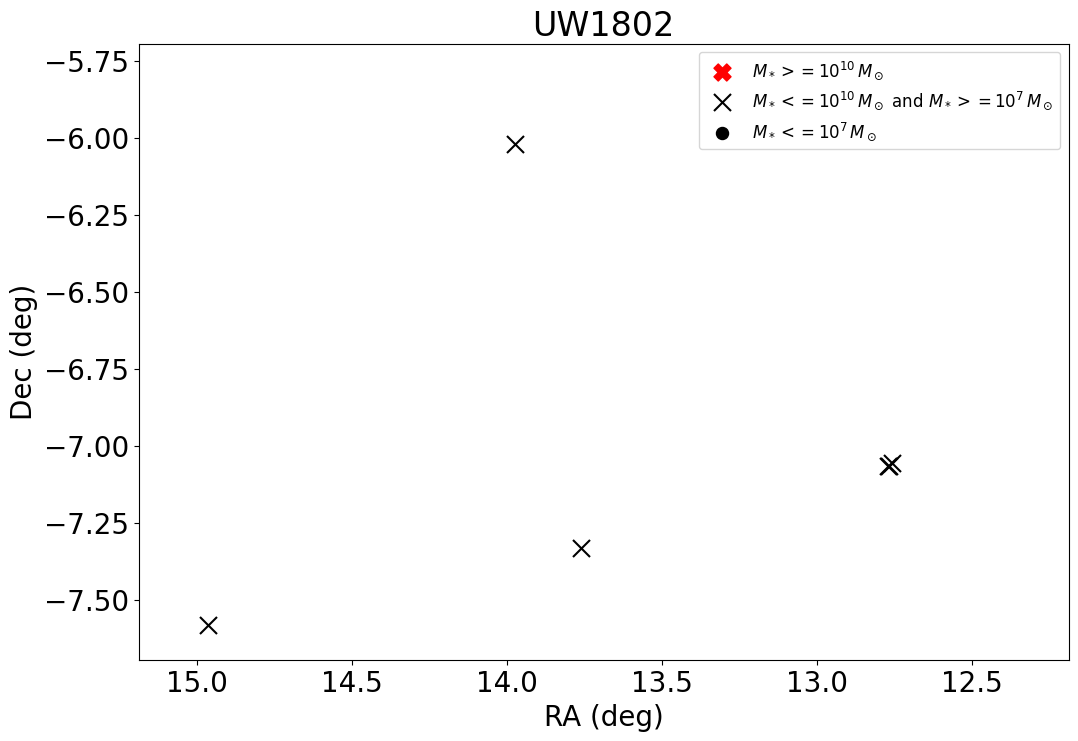 UW1802
M* >= 10^10 M⊙
M* <= 10^10 M⊙ and M* >= 10^7 M⊙
M* <= 10^7 M⊙
−5.75
−6.00
−6.25
−6.50
−6.75
−7.00
−7.25
−7.50
Dec (deg)
15.0 14.5 14.0 13.5 13.0 12.5
RA (deg)